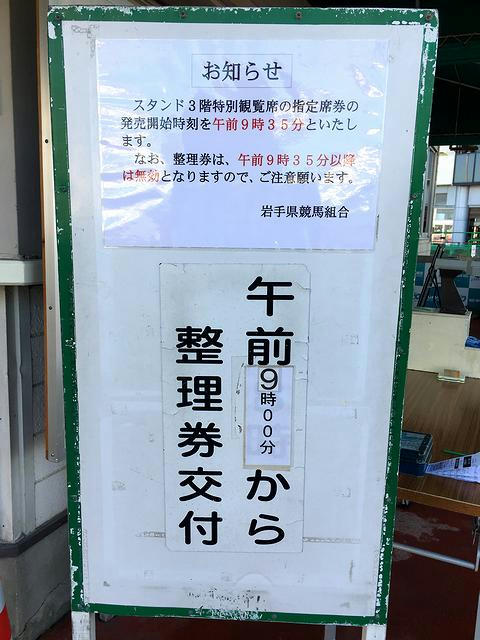 お知らせ
スタンド３階特別観覧席の指定席券の
発売開始時刻を午前９時３５分といたし
ます。
なお、整理券は、午前９時３５分以降
は無効となりますので、ご注意願います。
岩手県競馬組合
午前９時００分から
整理券交付